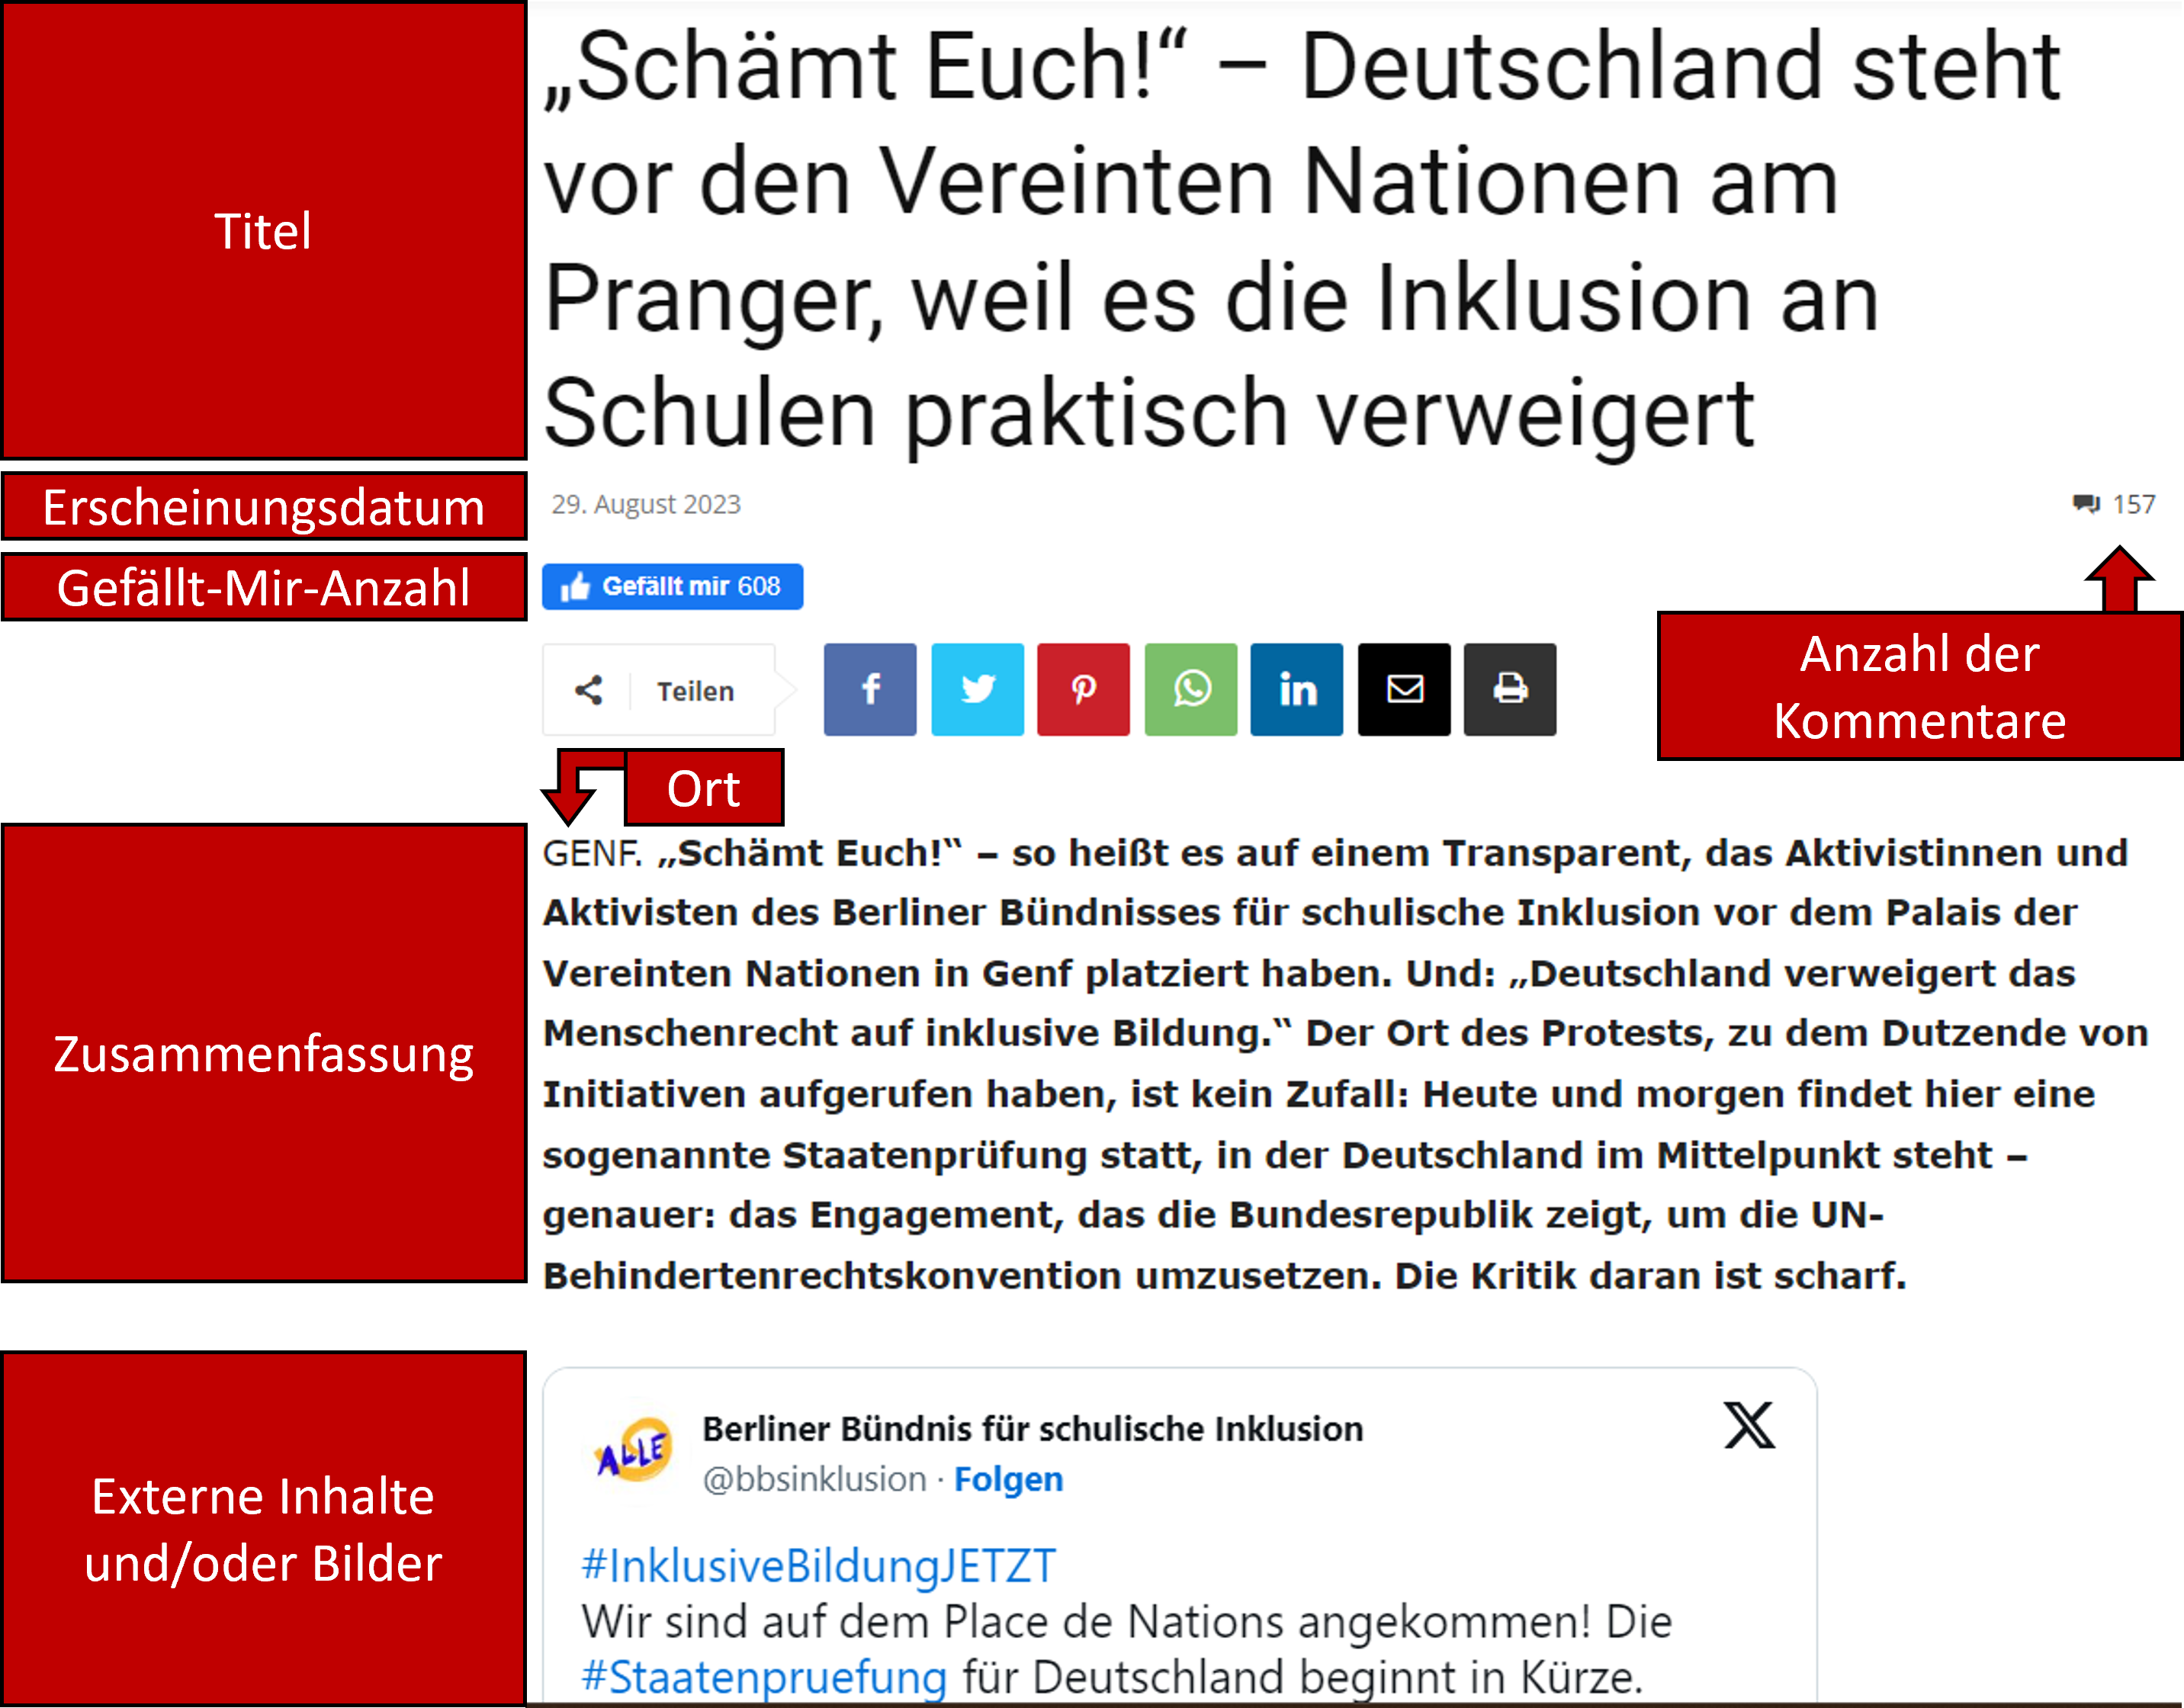 Titel
„Schämt Euch!“ – Deutschland steht
vor den Vereinten Nationen am
Pranger, weil es die Inklusion an
Schulen praktisch verweigert
Erscheinungsdatum
29. August 2023
157
Gefällt-Mir-Anzahl
Gefällt mir 608
Anzahl der
Kommentare
Teilen
f
in
Ort
Zusammenfassung
GENF. „Schämt Euch!“ – so heißt es auf einem Transparent, das Aktivistinnen und
Aktivisten des Berliner Bündnisses für schulische Inklusion vor dem Palais der
Vereinten Nationen in Genf platziert haben. Und: „Deutschland verweigert das
Menschenrecht auf inklusive Bildung.“ Der Ort des Protests, zu dem Dutzende von
Initiativen aufgerufen haben, ist kein Zufall: Heute und morgen findet hier eine
sogenannte Staatenprüfung statt, in der Deutschland im Mittelpunkt steht –
genauer: das Engagement, das die Bundesrepublik zeigt, um die UN-
Behindertenrechtskonvention umzusetzen. Die Kritik daran ist scharf.
Externe Inhalte
und/oder Bilder
ALLE
Berliner Bündnis für schulische Inklusion
@bbsinklusion · Folgen
#InklusiveBildungJETZT
Wir sind auf dem Place de Nations angekommen! Die
#Staatenpruefung für Deutschland beginnt in Kürze.